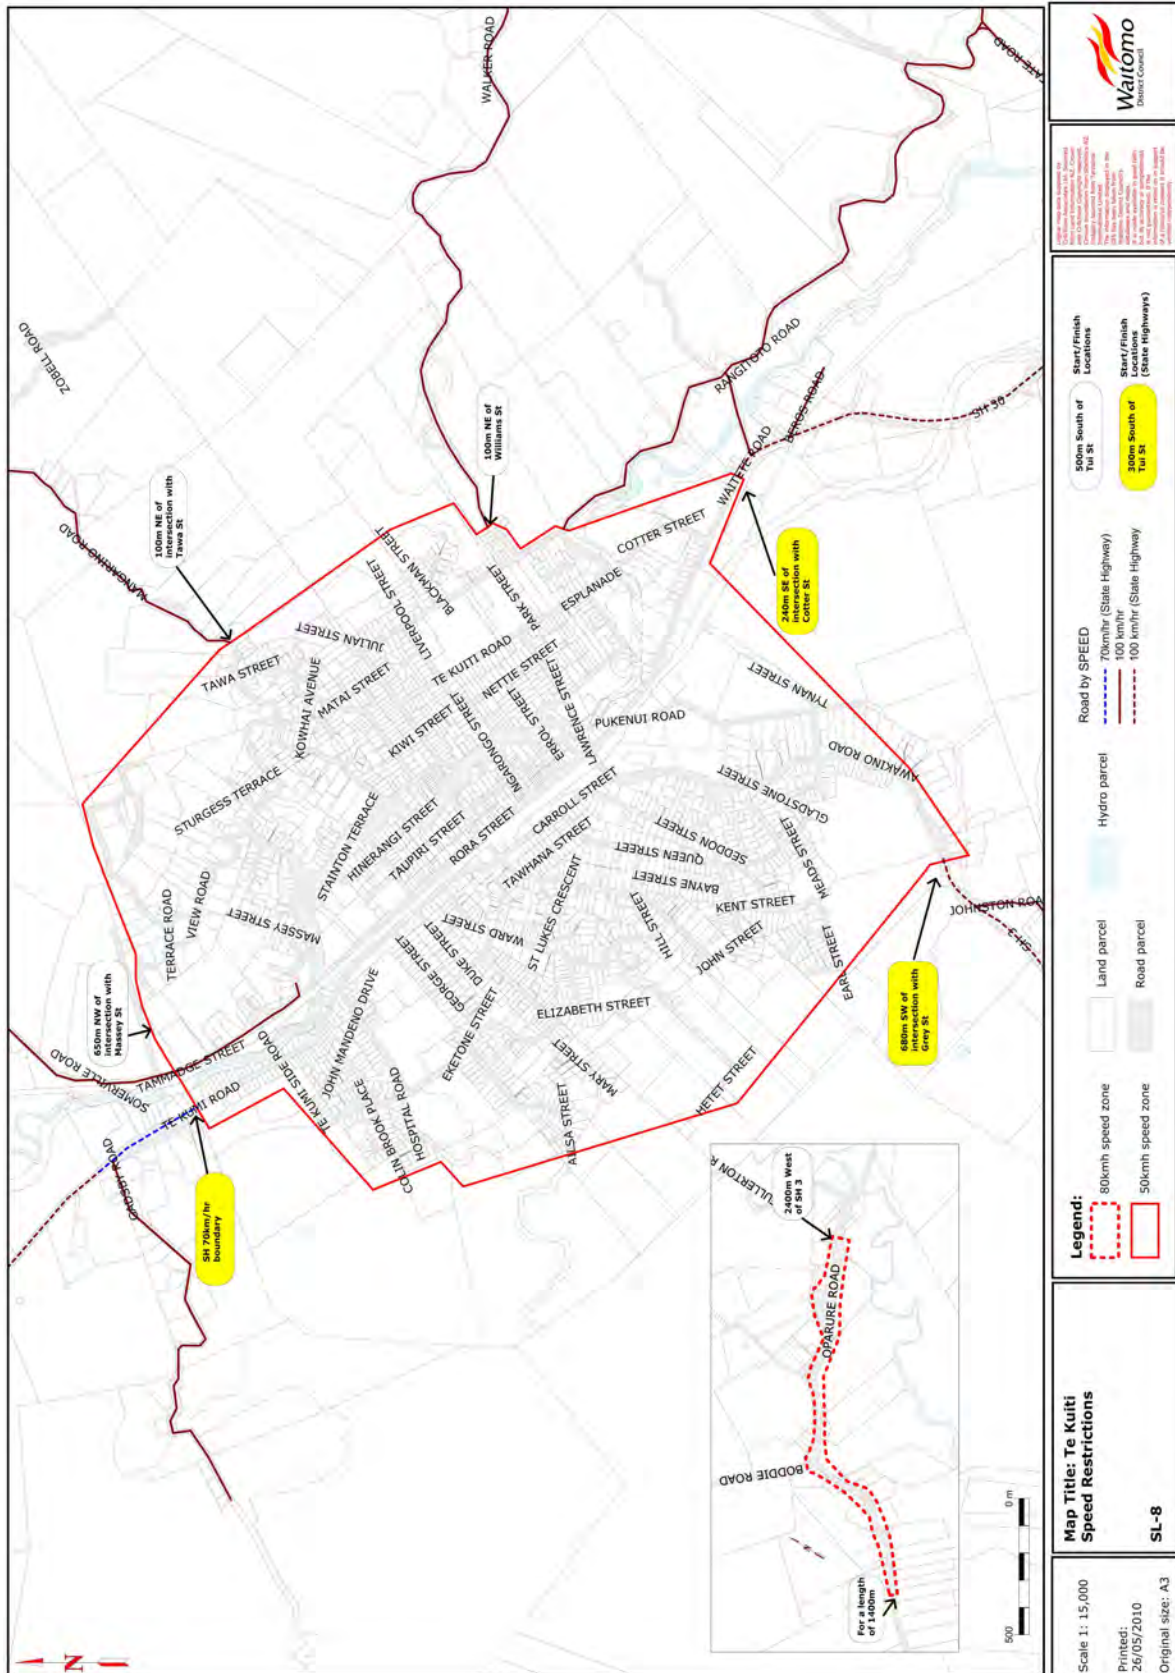 WALKER ROAD
ZOBELL ROAD
MANGARINO ROAD
100m NE of
intersection with
Tawa St
100m NE of
Williams St
RANGITOTO ROAD
WAITETE ROAD
BEROS ROAD
SH 30
240m SE of
intersection with
Cotter St
COTTER STREET
ESPLANADE
PARK STREET
BLACKMAN STREET
LIVERPOOL STREET
JULIAN STREET
TAWA STREET
KOWHAI AVENUE
MATAI STREET
TE KUITI ROAD
NETTIE STREET
KIWI STREET
NGARONGO STREET
ERROL STREET
LAWRENCE STREET
PUKENUI ROAD
TYNAN STREET
AWAKINO ROAD
STURGESS TERRACE
STAINTON TERRACE
HINERANGI STREET
TAUPIRI STREET
RORA STREET
CARROLL STREET
TAWHANA STREET
GLADSTONE STREET
SEDDON STREET
QUEEN STREET
BAYNE STREET
MEADS STREET
KENT STREET
HILL STREET
JOHN STREET
EARL STREET
JOHNSTON ROA
SH 3
680m SW of
intersection with
Grey St
TERRACE ROAD
VIEW ROAD
MASSEY STREET
WARD STREET
DUKE STREET
GEORGE STREET
ST LUKES CRESCENT
ELIZABETH STREET
EKETONE STREET
MARY STREET
AILSA STREET
HETET STREET
JOHN MANDENO DRIVE
TE KUMI SIDE ROAD
COLIN BROOK PLACE
HOSPITAL ROAD
650m NW of
intersection with
Massey St
SOMERVILLE ROAD
TAMMADGE STREET
TE KUMI ROAD
GADSBY ROAD
SH 70km/hr
boundary
2400m West
of SH 3
OPARURE ROAD
BODDIE ROAD
For a length
of 1400m
N
500
0 m
Waitomo
District Council
Start/Finish
Locations
500m South of
Tui St
Start/Finish
Locations
(State Highways)
300m South of
Tui St
Road by SPEED
70km/hr (State Highway)
100 km/hr
100 km/hr (State Highway
Hydro parcel
Land parcel
Road parcel
Legend:
80kmh speed zone
50kmh speed zone
Map Title: Te Kuiti
Speed Restrictions
SL-8
Scale 1: 15,000
Printed:
26/05/2010
Original size: A3